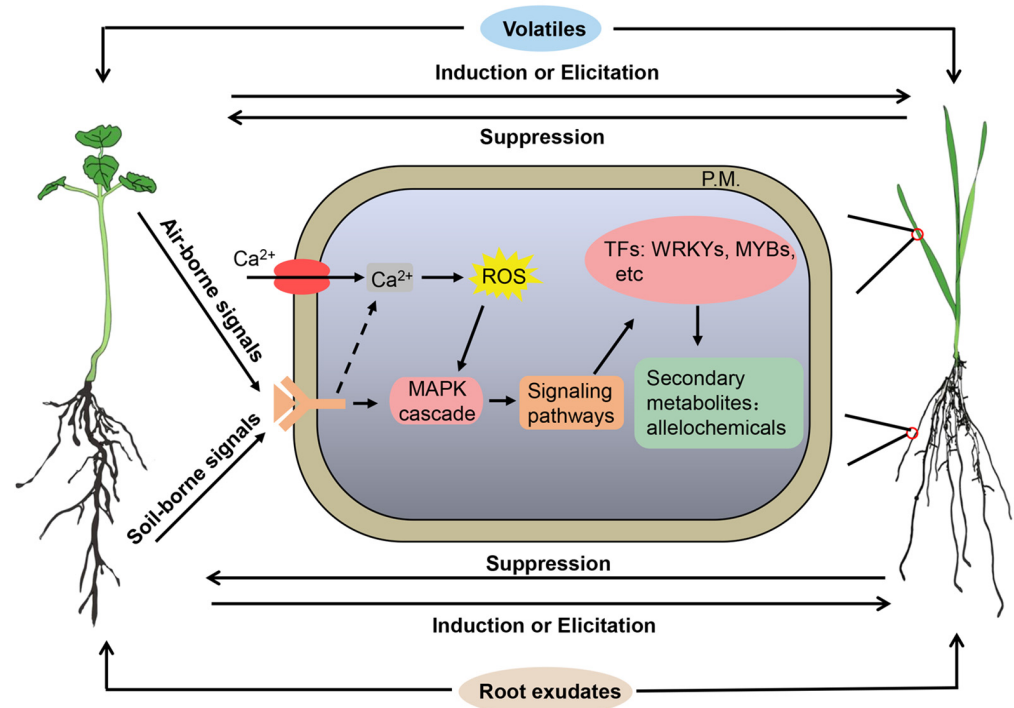 Volatiles
Induction or Elicitation
Suppression
P.M.
Air-borne signals
Ca²⁺
Ca²⁺
ROS
TFs: WRKYs, MYBs,
etc
MAPK
cascade
Signaling
pathways
Secondary
metabolites：
allelochemicals
Soil-borne signals
Suppression
Induction or Elicitation
Root exudates